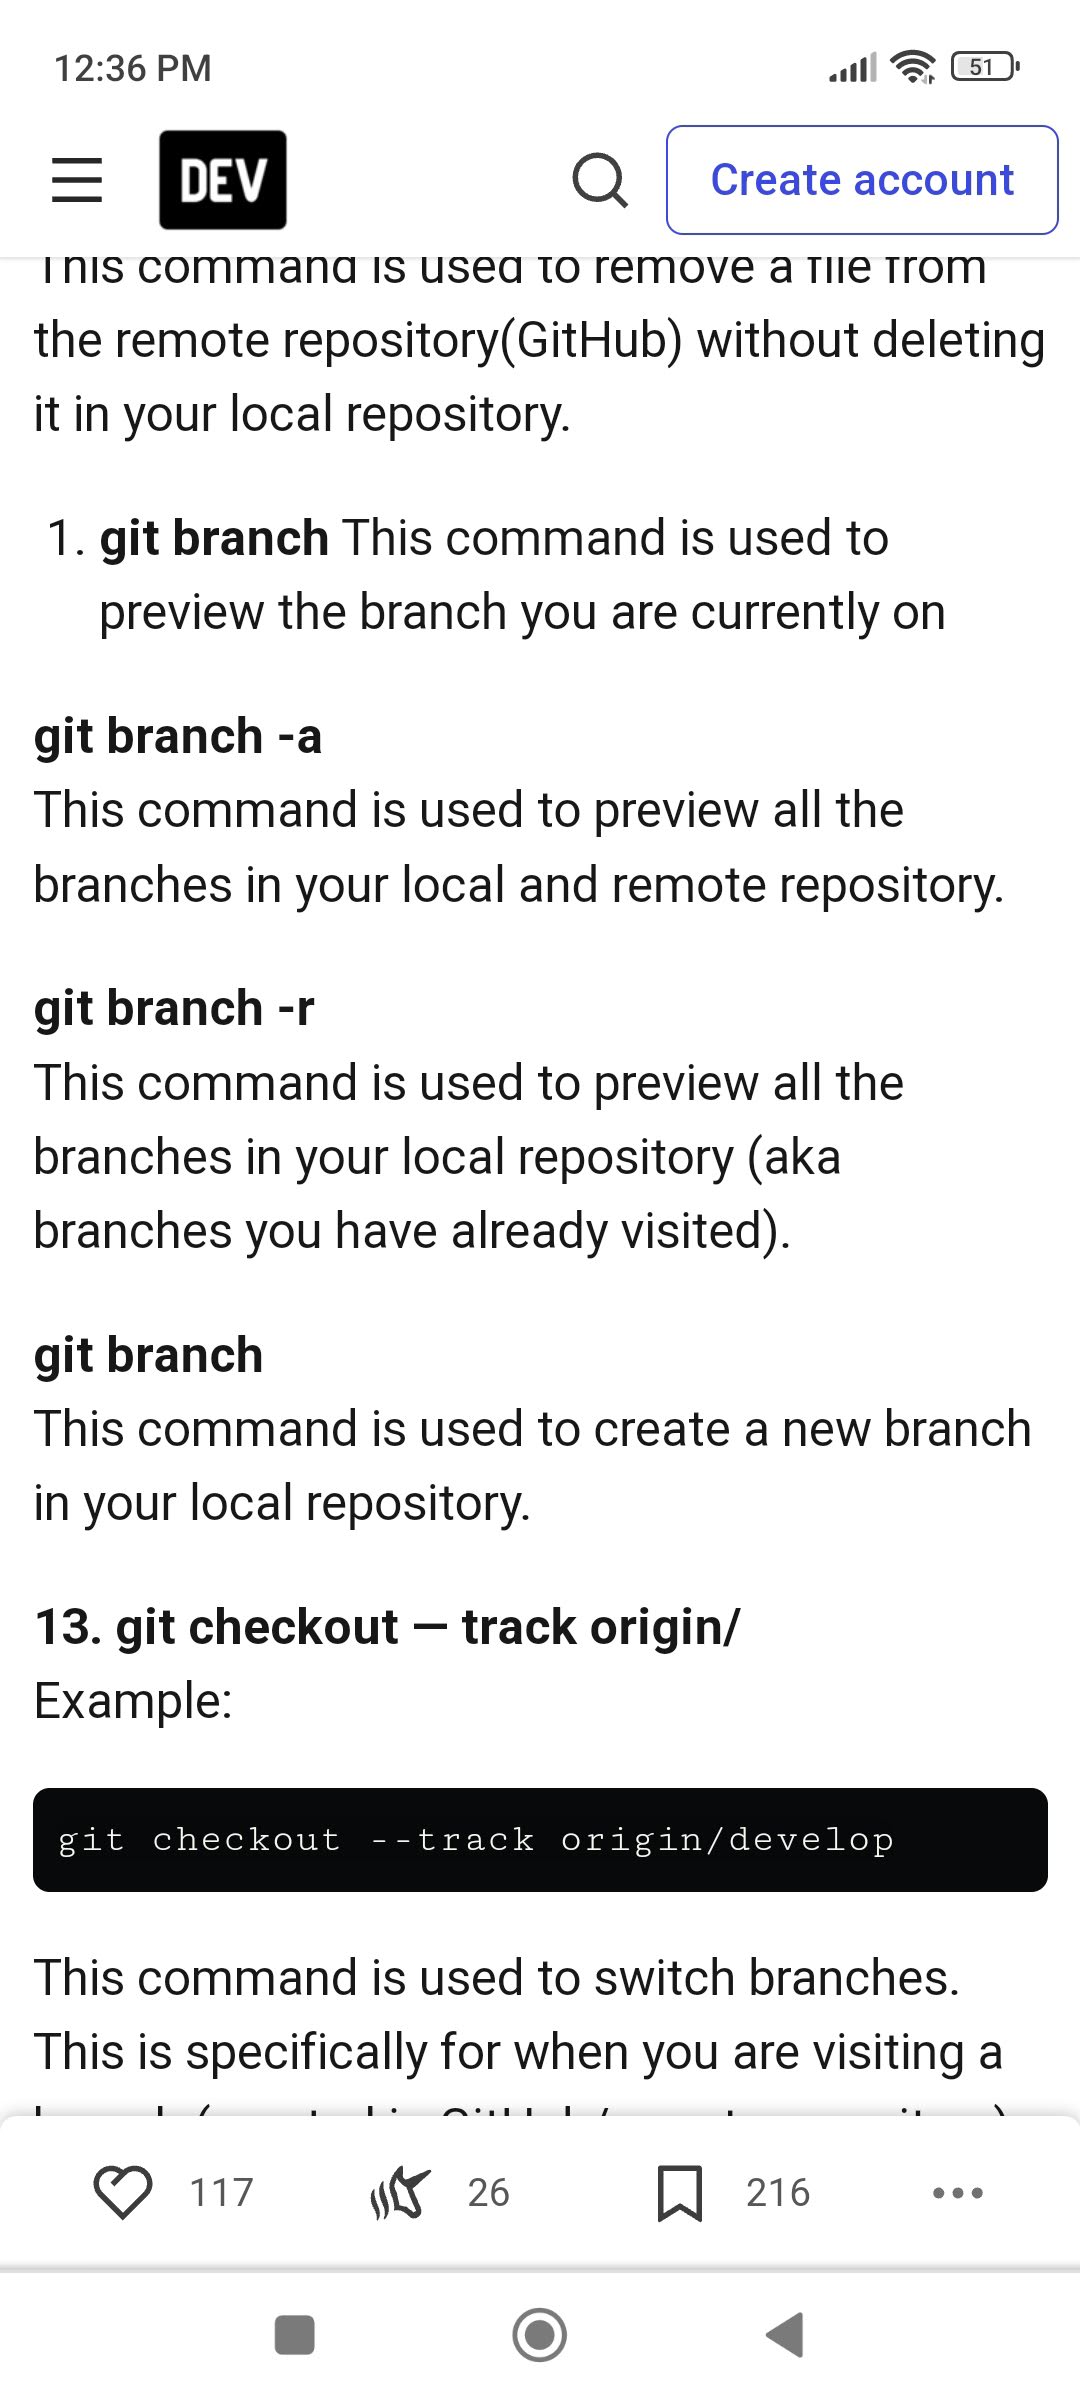 12:36 PM
51
DEV
Create account
This command is used to remove a file from
the remote repository(GitHub) without deleting
it in your local repository.
1. git branch This command is used to
preview the branch you are currently on
git branch -a
This command is used to preview all the
branches in your local and remote repository.
git branch -r
This command is used to preview all the
branches in your local repository (aka
branches you have already visited).
git branch
This command is used to create a new branch
in your local repository.
13. git checkout — track origin/
Example:
git checkout --track origin/develop
This command is used to switch branches.
This is specifically for when you are visiting a
117
26
216